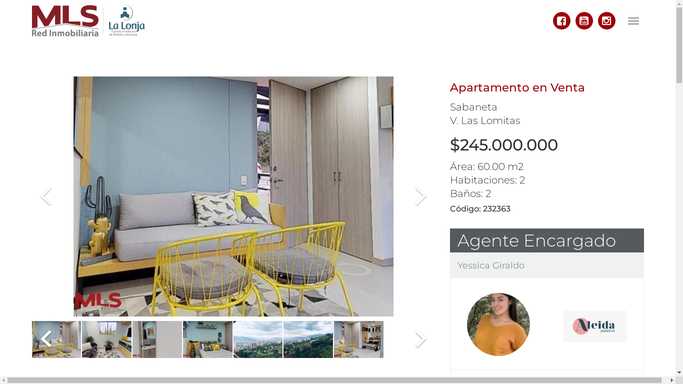 MLS
Red Inmobiliaria
La Lonja
Apartamento en Venta
Sabaneta
V. Las Lomitas
$245.000.000
Área: 60.00 m2
Habitaciones: 2
Baños: 2
Código: 232363
Agente Encargado
Yessica Giraldo
MLS
Aleida